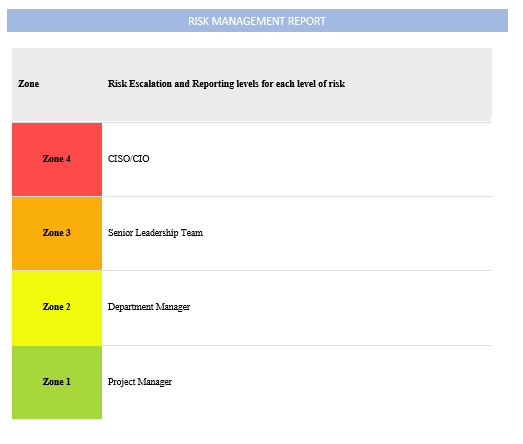 RISK MANAGEMENT REPORT
Zone Risk Escalation and Reporting levels for each level of risk
Zone 4 CISO/CIO
Zone 3 Senior Leadership Team
Zone 2 Department Manager
Zone 1 Project Manager